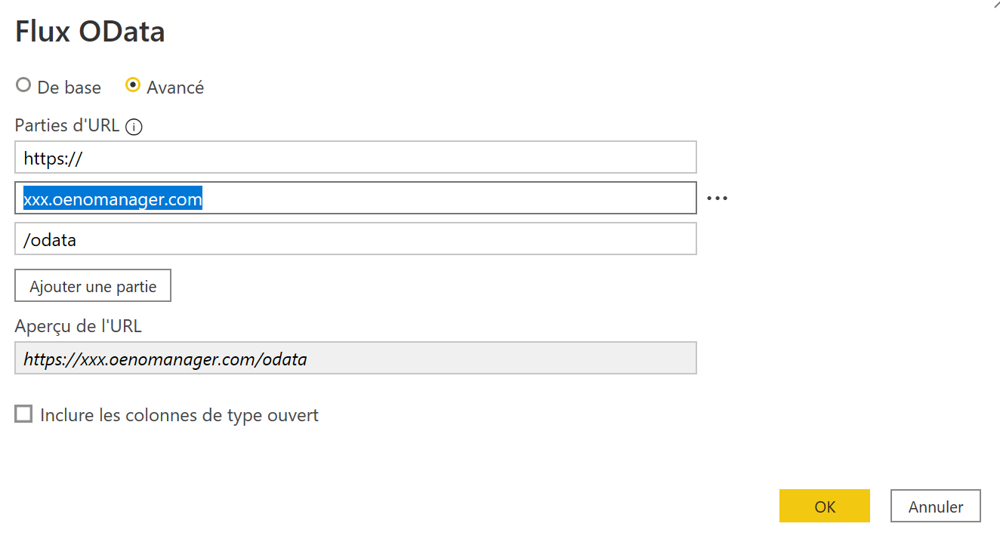 Flux OData
De base Avancé
Parties d'URL
https://
xxx.oenomanager.com
/odata
Ajouter une partie
Aperçu de l'URL
https://xxx.oenomanager.com/odata
Inclure les colonnes de type ouvert
OK Annuler